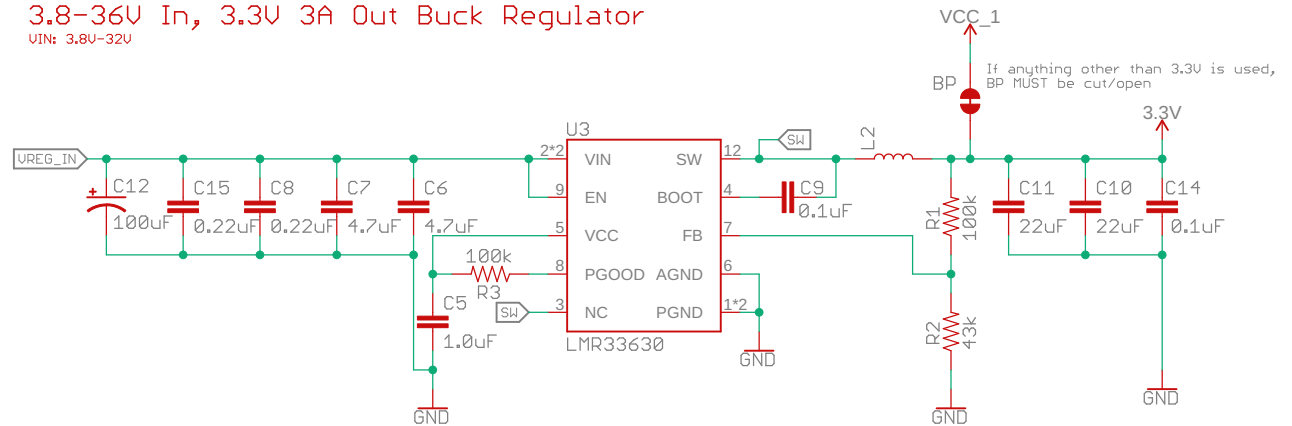 3.8-36V In, 3.3V 3A Out Buck Regulator
VIN: 3.8V-32V
VCC_1
If anything other than 3.3V is used,
BP MUST be cut/open
BP
3.3V
U3
L2
VREG_IN
2*2
VIN
SW
12
SW
C12
100uF
C15
0.22uF
C8
0.22uF
C7
4.7uF
C6
4.7uF
9
EN
BOOT
4
C9
0.1uF
R1
100k
C11
22uF
C10
22uF
C14
0.1uF
5
VCC
FB
7
100k
R3
8
PGOOD
AGND
6
SW
3
NC
PGND
1*2
C5
1.0uF
LMR33630
GND
R2
43k
GND
GND
GND